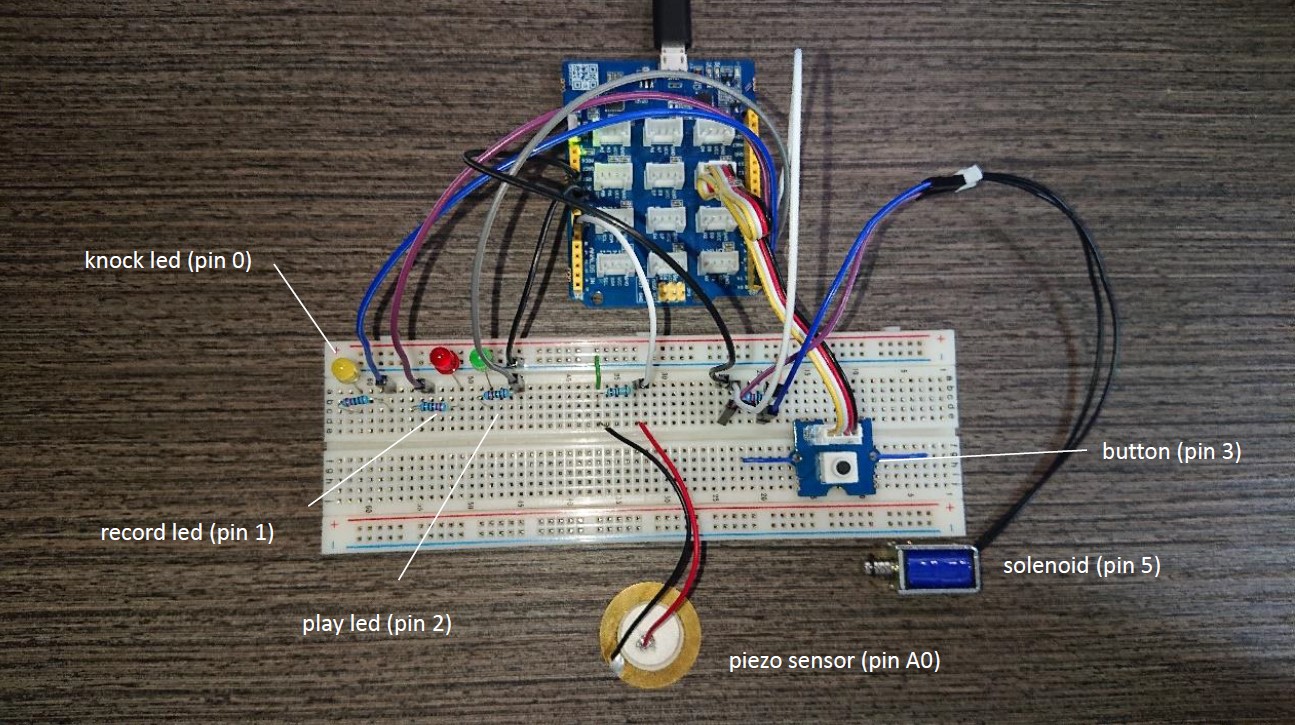 knock led (pin 0)
button (pin 3)
record led (pin 1)
solenoid (pin 5)
play led (pin 2)
piezo sensor (pin A0)